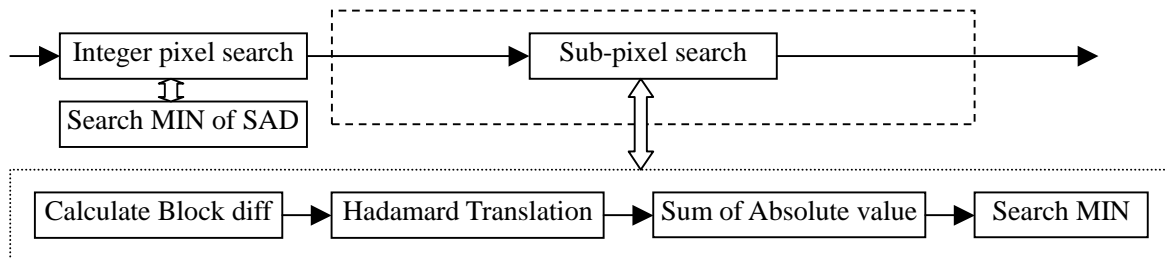 Integer pixel search
Sub-pixel search
Search MIN of SAD
Calculate Block diff
Hadamard Translation
Sum of Absolute value
Search MIN